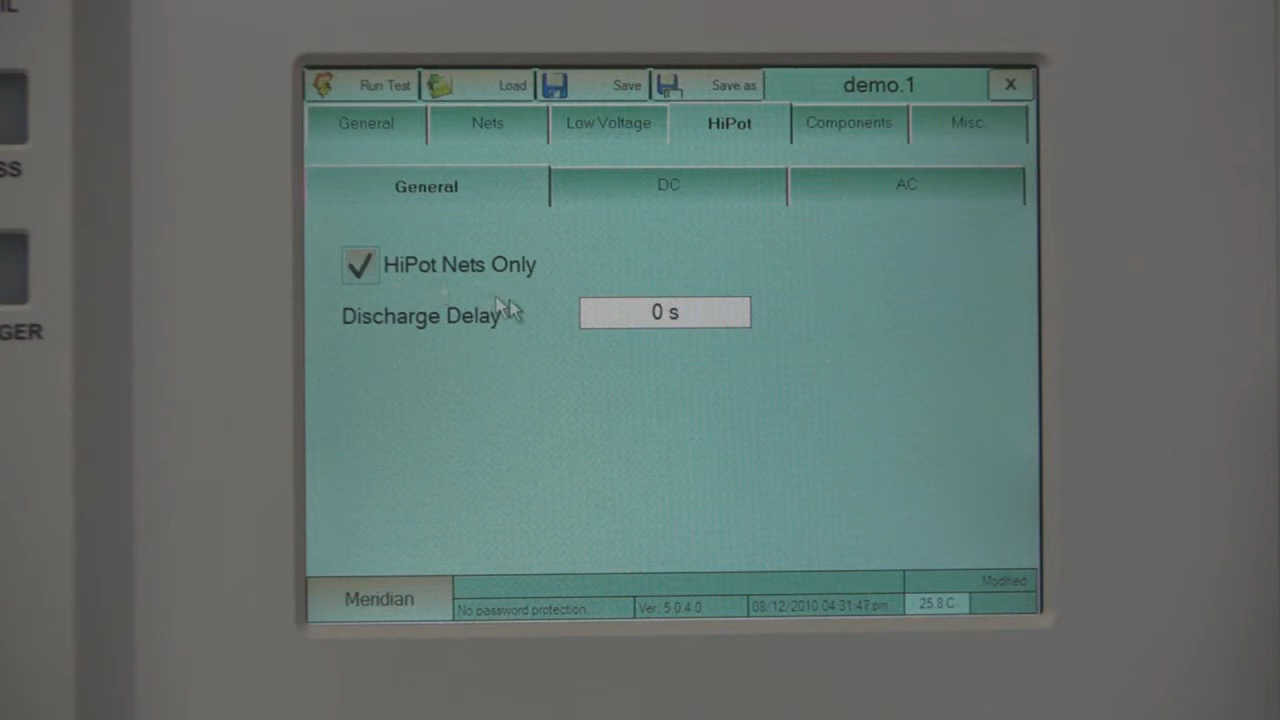 Run Test Load Save Save as demo.1 X
General Nets Low Voltage HiPot Components Misc.
General DC AC
SS
HiPot Nets Only
Discharge Delay 0 s
GER
Modified
Meridian No password protection. Ver: 5.0.4.0 08/12/2010 04:31:47 pm 25.8 C